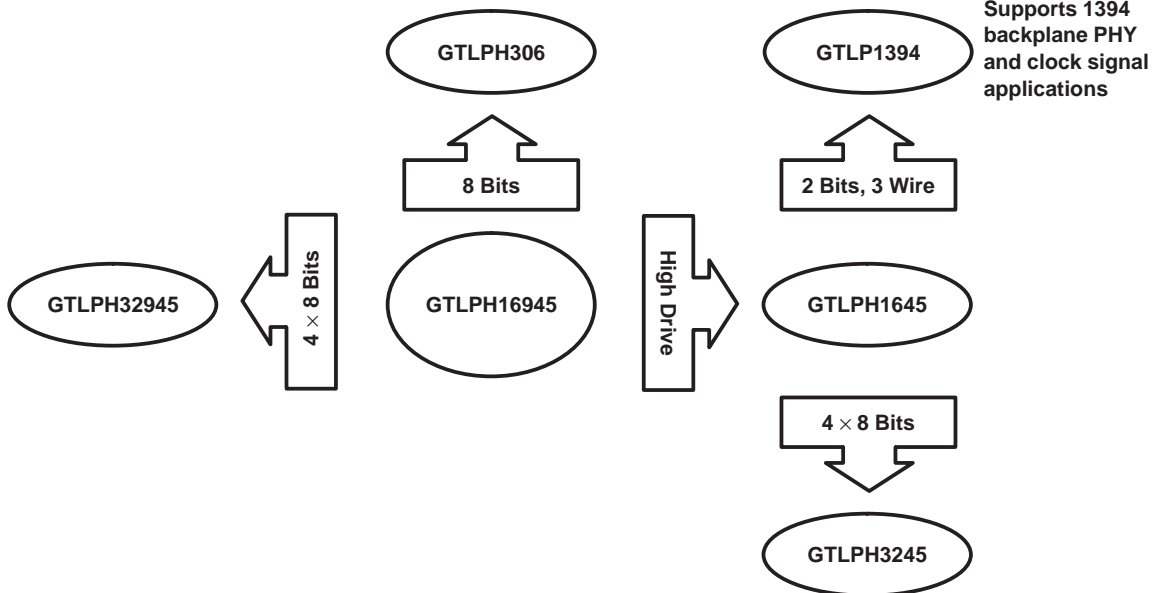 Supports 1394
backplane PHY
and clock signal
applications
GTLPH306
GTLP1394
8 Bits
2 Bits, 3 Wire
4 × 8 Bits
High Drive
GTLPH32945
GTLPH16945
GTLPH1645
4 × 8 Bits
GTLPH3245